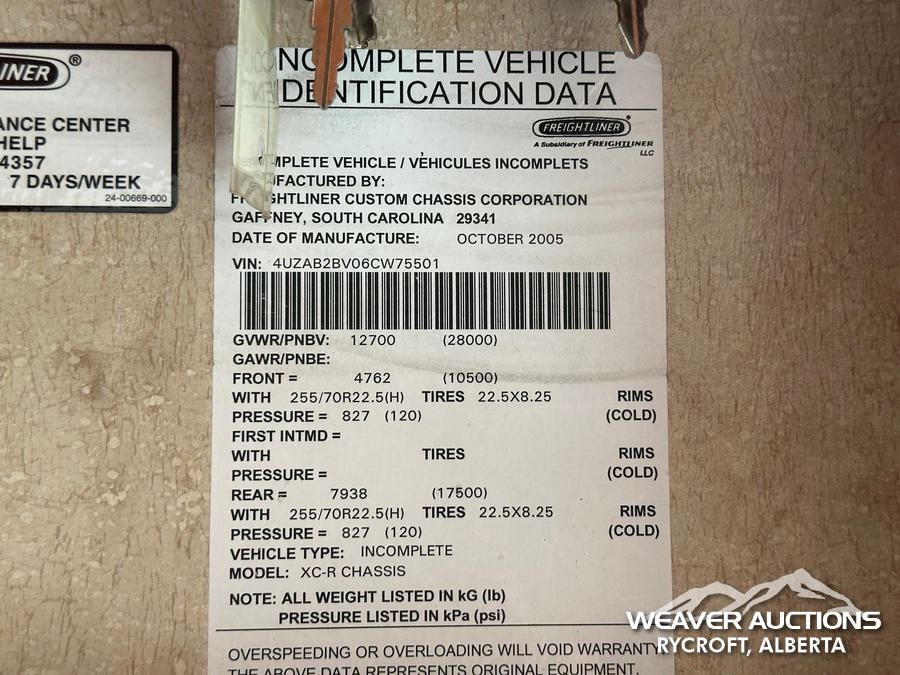 LINER®
ANCE CENTER
HELP
4357
7 DAYS/WEEK
24-00669-000
INCOMPLETE VEHICLE
IDENTIFICATION DATA
FREIGHTLINER®
A Subsidiary of FREIGHTLINER
LLC
OMPLETE VEHICLE / VÉHICULES INCOMPLETS
UFACTURED BY:
FREIGHTLINER CUSTOM CHASSIS CORPORATION
GAFFNEY, SOUTH CAROLINA 29341
DATE OF MANUFACTURE: OCTOBER 2005
VIN: 4UZAB2BV06CW75501
GVWR/PNBV: 12700 (28000)
GAWR/PNBE:
FRONT = 4762 (10500)
WITH 255/70R22.5(H) TIRES 22.5X8.25 RIMS
PRESSURE = 827 (120) (COLD)
FIRST INTMD =
WITH TIRES RIMS
PRESSURE = (COLD)
REAR = 7938 (17500)
WITH 255/70R22.5(H) TIRES 22.5X8.25 RIMS
PRESSURE = 827 (120) (COLD)
VEHICLE TYPE: INCOMPLETE
MODEL: XC-R CHASSIS
NOTE: ALL WEIGHT LISTED IN kG (lb)
PRESSURE LISTED IN kPa (psi)
OVERSPEEDING OR OVERLOADING WILL VOID WARRANTY
THE ABOVE DATA REPRESENTS ORIGINAL EQUIPMENT.
WEAVER AUCTIONS
RYCROFT, ALBERTA